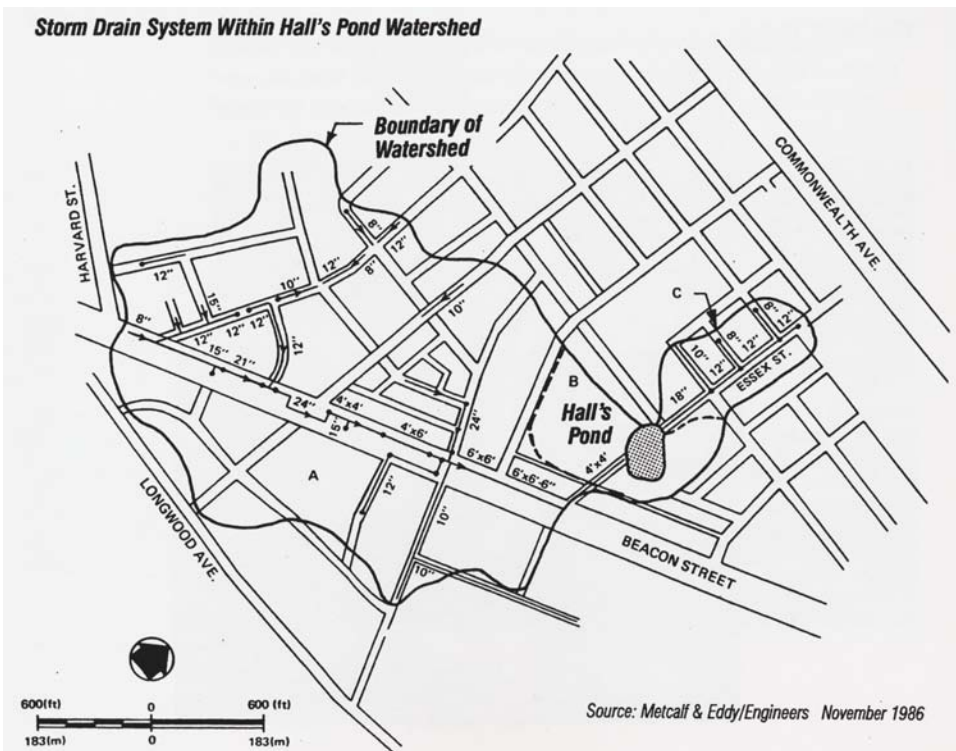 Storm Drain System Within Hall's Pond Watershed
Boundary of
Watershed
HARVARD ST.
COMMONWEALTH AVE.
8"
12"
8"
12"
12"
10"
12"
15"
12"
12"
12"
12"
8"
10"
15"
21"
24"
4'x4'
15"
4'x6'
24"
6'x6'
6'x6'-6"
4'x4'
12"
10"
10"
A
B
C
Hall's
Pond
18"
10"
12"
8"
12"
8"
12"
ESSEX ST.
LONGWOOD AVE.
BEACON STREET
600(ft) 0 600 (ft)
183(m) 0 183(m)
Source: Metcalf & Eddy/Engineers November 1986